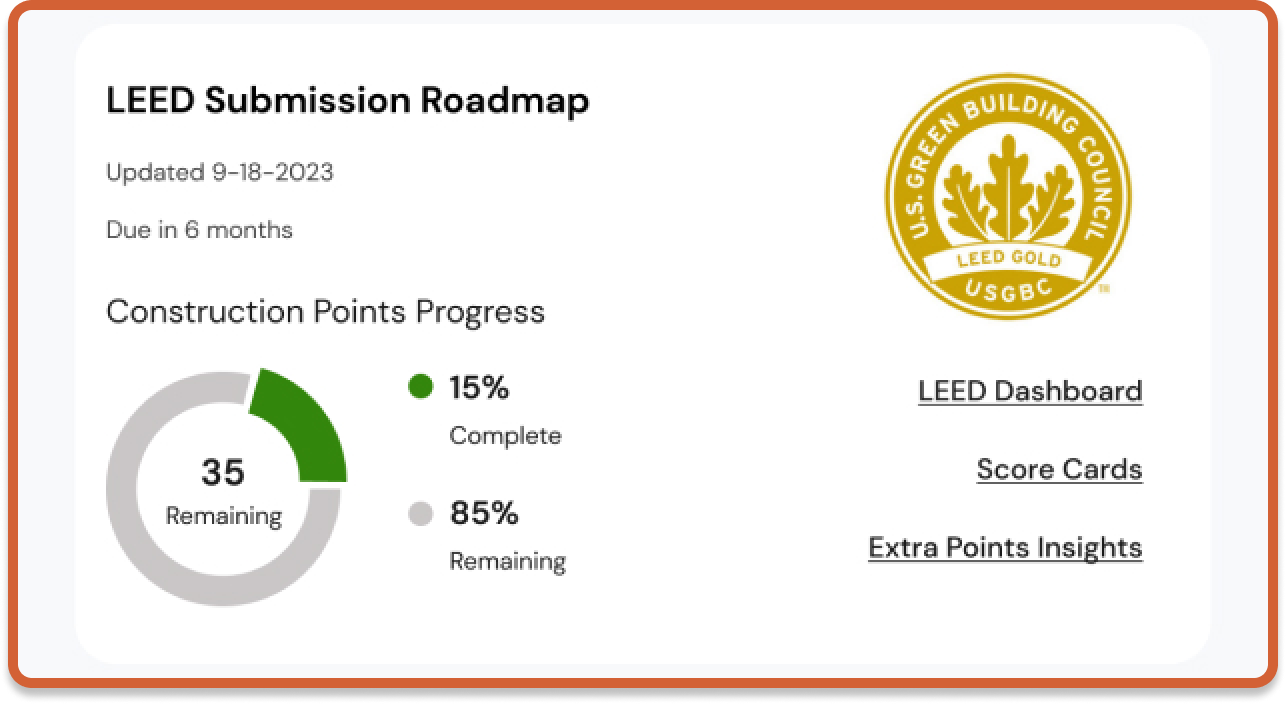 LEED Submission Roadmap
Updated 9-18-2023
Due in 6 months
Construction Points Progress
35
Remaining
15%
Complete
85%
Remaining
U.S. GREEN BUILDING COUNCIL
LEED GOLD
USGBC
TM
LEED Dashboard
Score Cards
Extra Points Insights